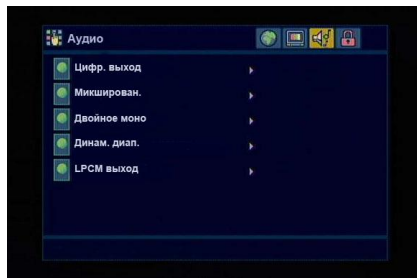 Аудио
Цифр. выход
Микширован.
Двойное моно
Динам. диап.
LPCM выход